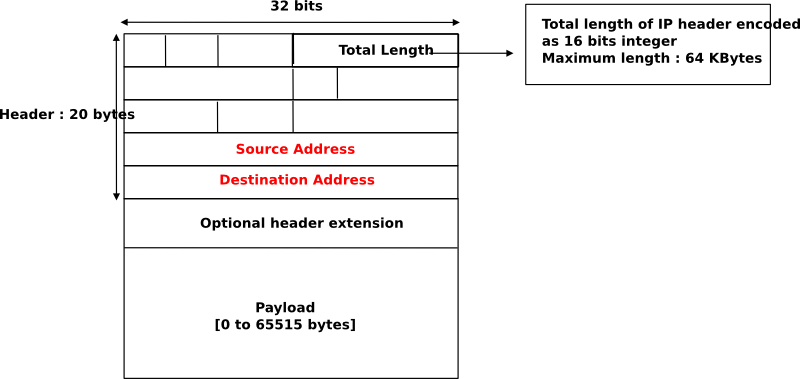 32 bits
Total Length
Total length of IP header encoded
as 16 bits integer
Maximum length : 64 KBytes
Header : 20 bytes
Source Address
Destination Address
Optional header extension
Payload
[0 to 65515 bytes]